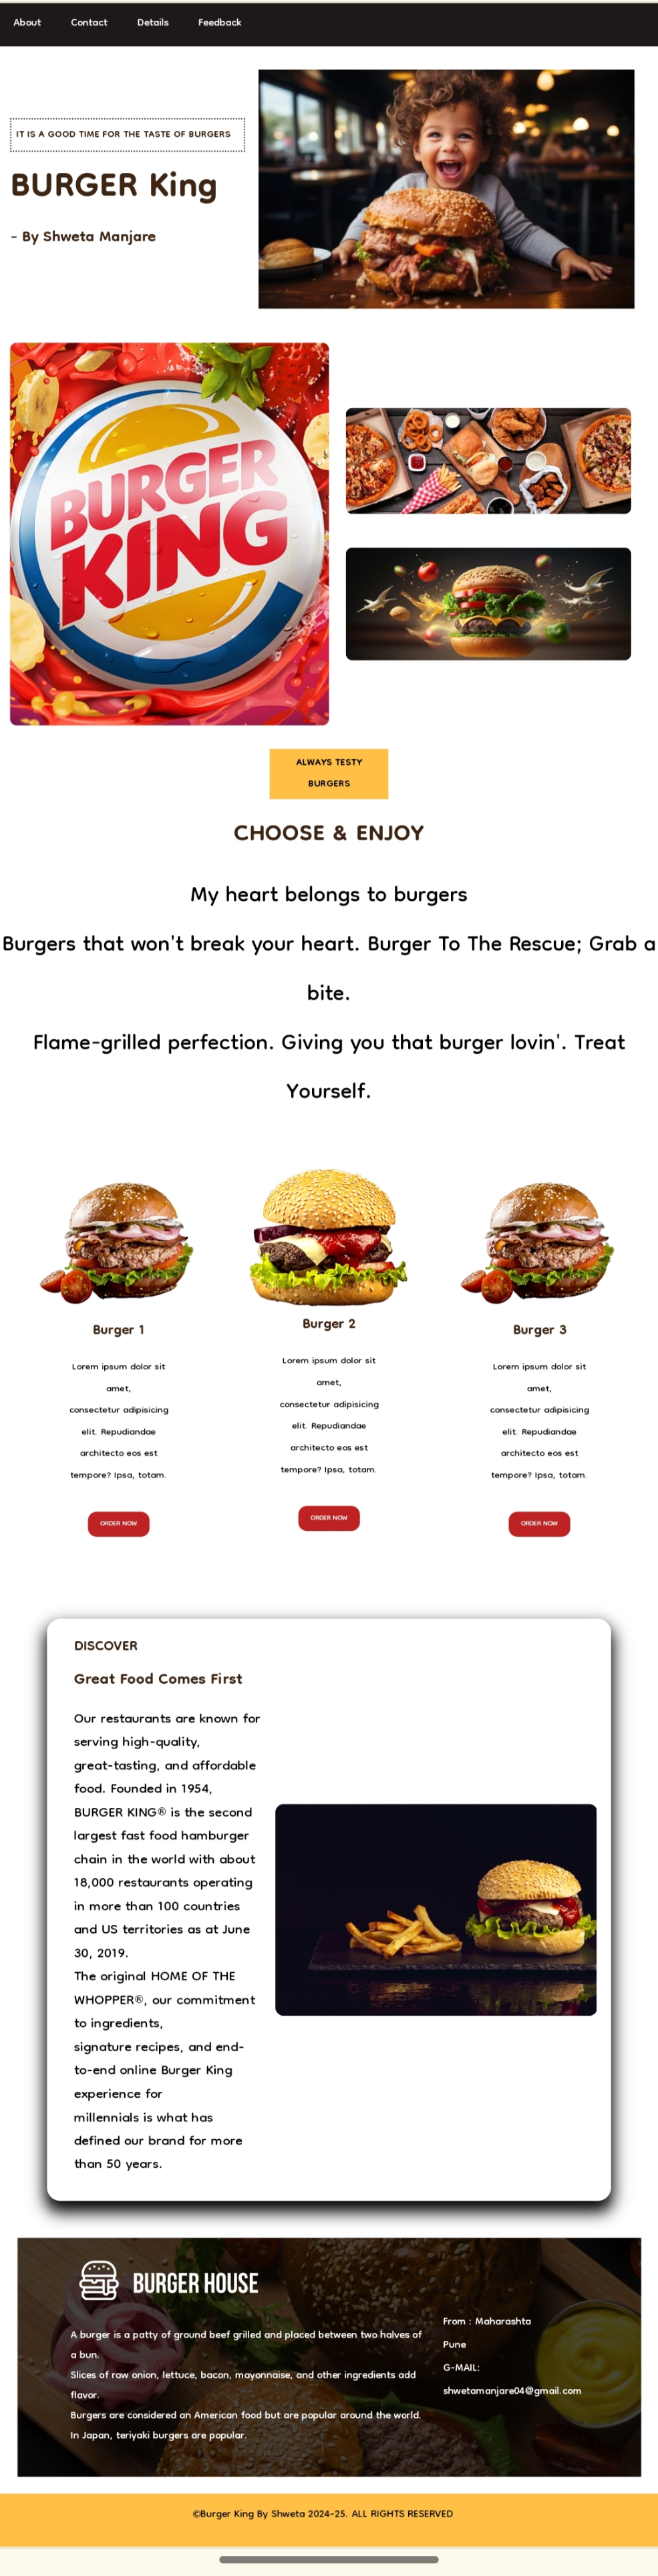 About Contact Details Feedback
IT IS A GOOD TIME FOR THE TASTE OF BURGERS
BURGER King
- By Shweta Manjare
BURGER
KING
ALWAYS TESTY
BURGERS
CHOOSE & ENJOY
My heart belongs to burgers
Burgers that won't break your heart. Burger To The Rescue; Grab a
bite.
Flame-grilled perfection. Giving you that burger lovin'. Treat
Yourself.
Burger 1
Lorem ipsum dolor sit
amet,
consectetur adipisicing
elit. Repudiandae
architecto eos est
tempore? Ipsa, totam.
ORDER NOW
Burger 2
Lorem ipsum dolor sit
amet,
consectetur adipisicing
elit. Repudiandae
architecto eos est
tempore? Ipsa, totam.
ORDER NOW
Burger 3
Lorem ipsum dolor sit
amet,
consectetur adipisicing
elit. Repudiandae
architecto eos est
tempore? Ipsa, totam.
ORDER NOW
DISCOVER
Great Food Comes First
Our restaurants are known for
serving high-quality,
great-tasting, and affordable
food. Founded in 1954,
BURGER KING® is the second
largest fast food hamburger
chain in the world with about
18,000 restaurants operating
in more than 100 countries
and US territories as at June
30, 2019.
The original HOME OF THE
WHOPPER®, our commitment
to ingredients,
signature recipes, and end-
to-end online Burger King
experience for
millennials is what has
defined our brand for more
than 50 years.
BURGER HOUSE
A burger is a patty of ground beef grilled and placed between two halves of
a bun.
Slices of raw onion, lettuce, bacon, mayonnaise, and other ingredients add
flavor.
Burgers are considered an American food but are popular around the world.
In Japan, teriyaki burgers are popular.
From : Maharashta
Pune
G-MAIL:
shwetamanjare04@gmail.com
©Burger King By Shweta 2024-25. ALL RIGHTS RESERVED